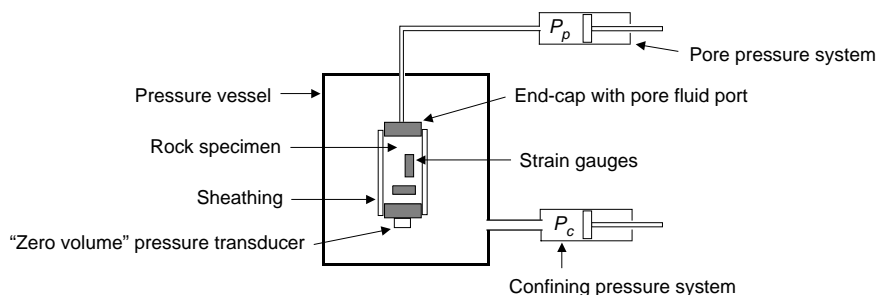 P_p
Pore pressure system
Pressure vessel
End-cap with pore fluid port
Rock specimen
Strain gauges
Sheathing
P_c
“Zero volume” pressure transducer
Confining pressure system